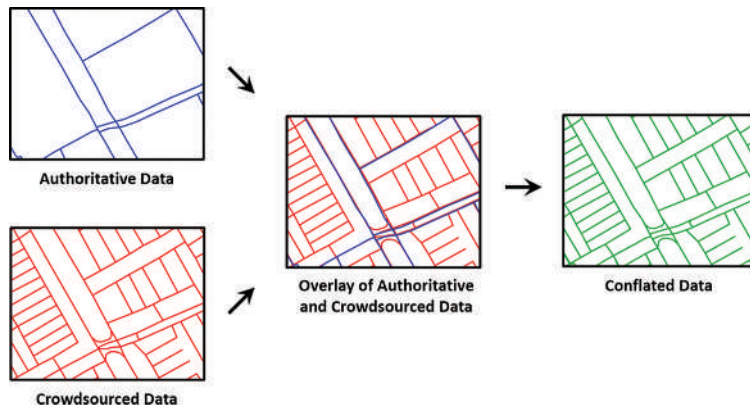 Authoritative Data
Crowdsourced Data
Overlay of Authoritative
and Crowdsourced Data
Conflated Data